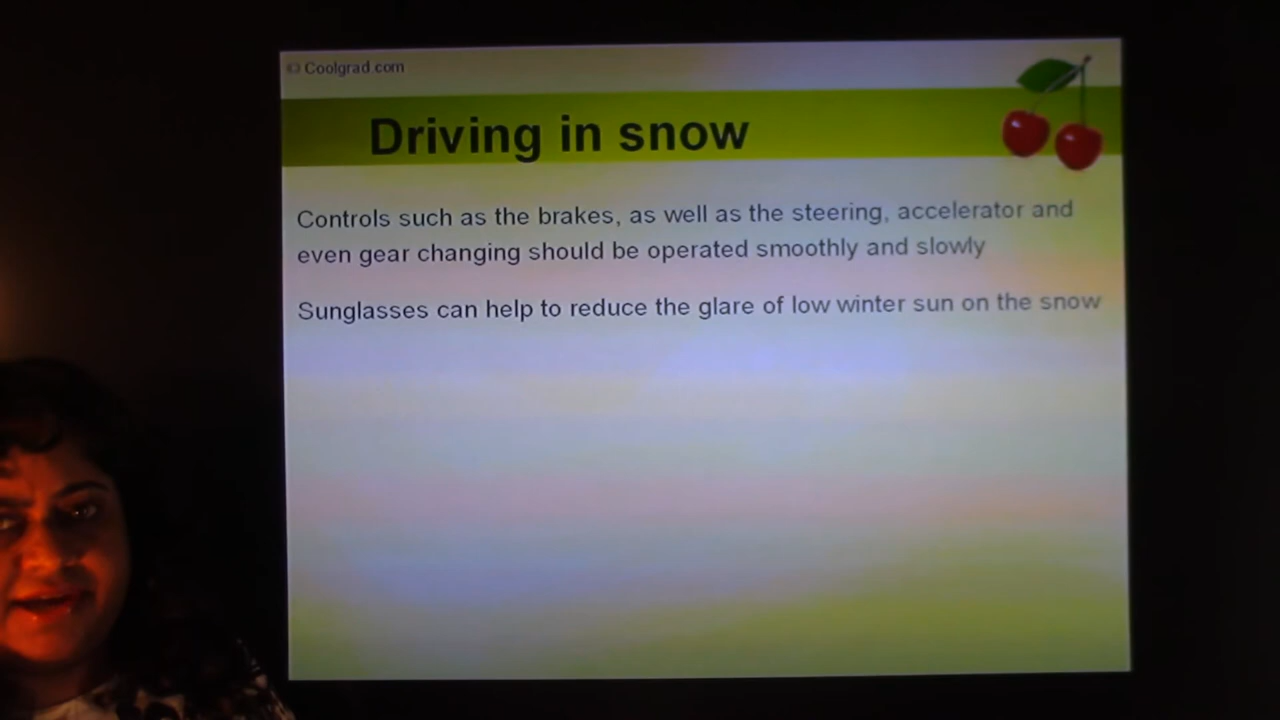 © Coolgrad.com
Driving in snow
Controls such as the brakes, as well as the steering, accelerator and
even gear changing should be operated smoothly and slowly
Sunglasses can help to reduce the glare of low winter sun on the snow